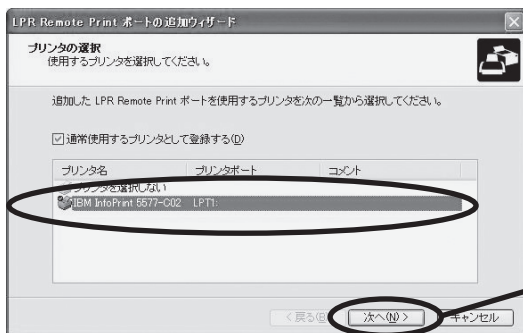 LPR Remote Print ポートの追加ウィザード
プリンタの選択
使用するプリンタを選択してください。
追加した LPR Remote Print ポートを使用するプリンタを次の一覧から選択してください。
通常使用するプリンタとして登録する(D)
プリンタ名 プリンタポート コメント
プリンタを選択しない
IBM InfoPrint 5577-C02 LPT1:
< 戻る(B) 次へ(N) > キャンセル